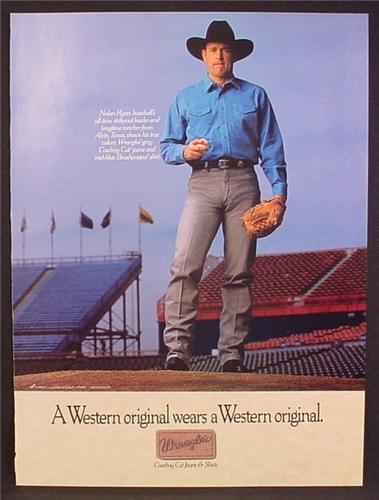 Nolan Ryan, baseball's
all-time strikeout leader and
longtime rancher from
Alvin, Texas, shows his true
colors: Wrangler gray
Cowboy Cut jeans and
mid-blue Brushpopper shirt.
A Western original wears a Western original.
Wrangler
Cowboy Cut Jeans & Shirts